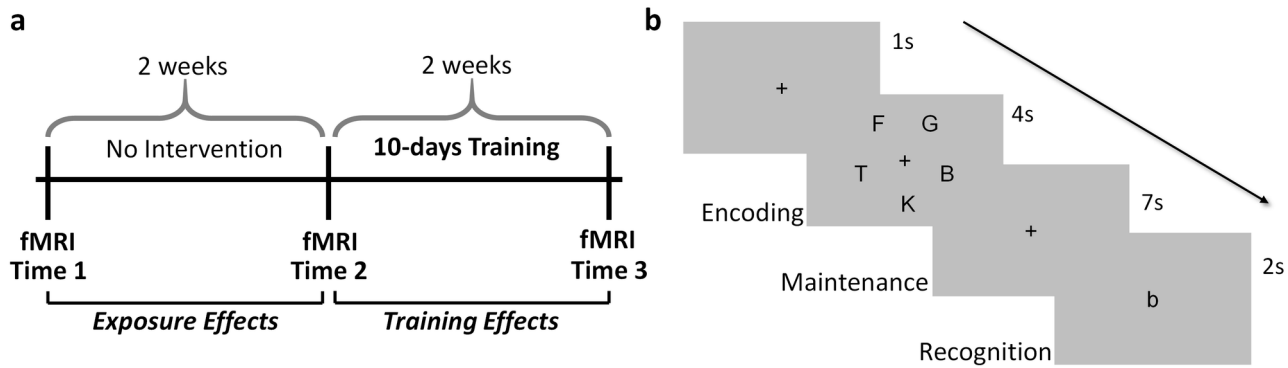 a
2 weeks
2 weeks
No Intervention
10-days Training
fMRI
Time 1
fMRI
Time 2
fMRI
Time 3
Exposure Effects
Training Effects
b
+
1s
F G
+
T B
K
4s
Encoding
+
7s
Maintenance
b
2s
Recognition